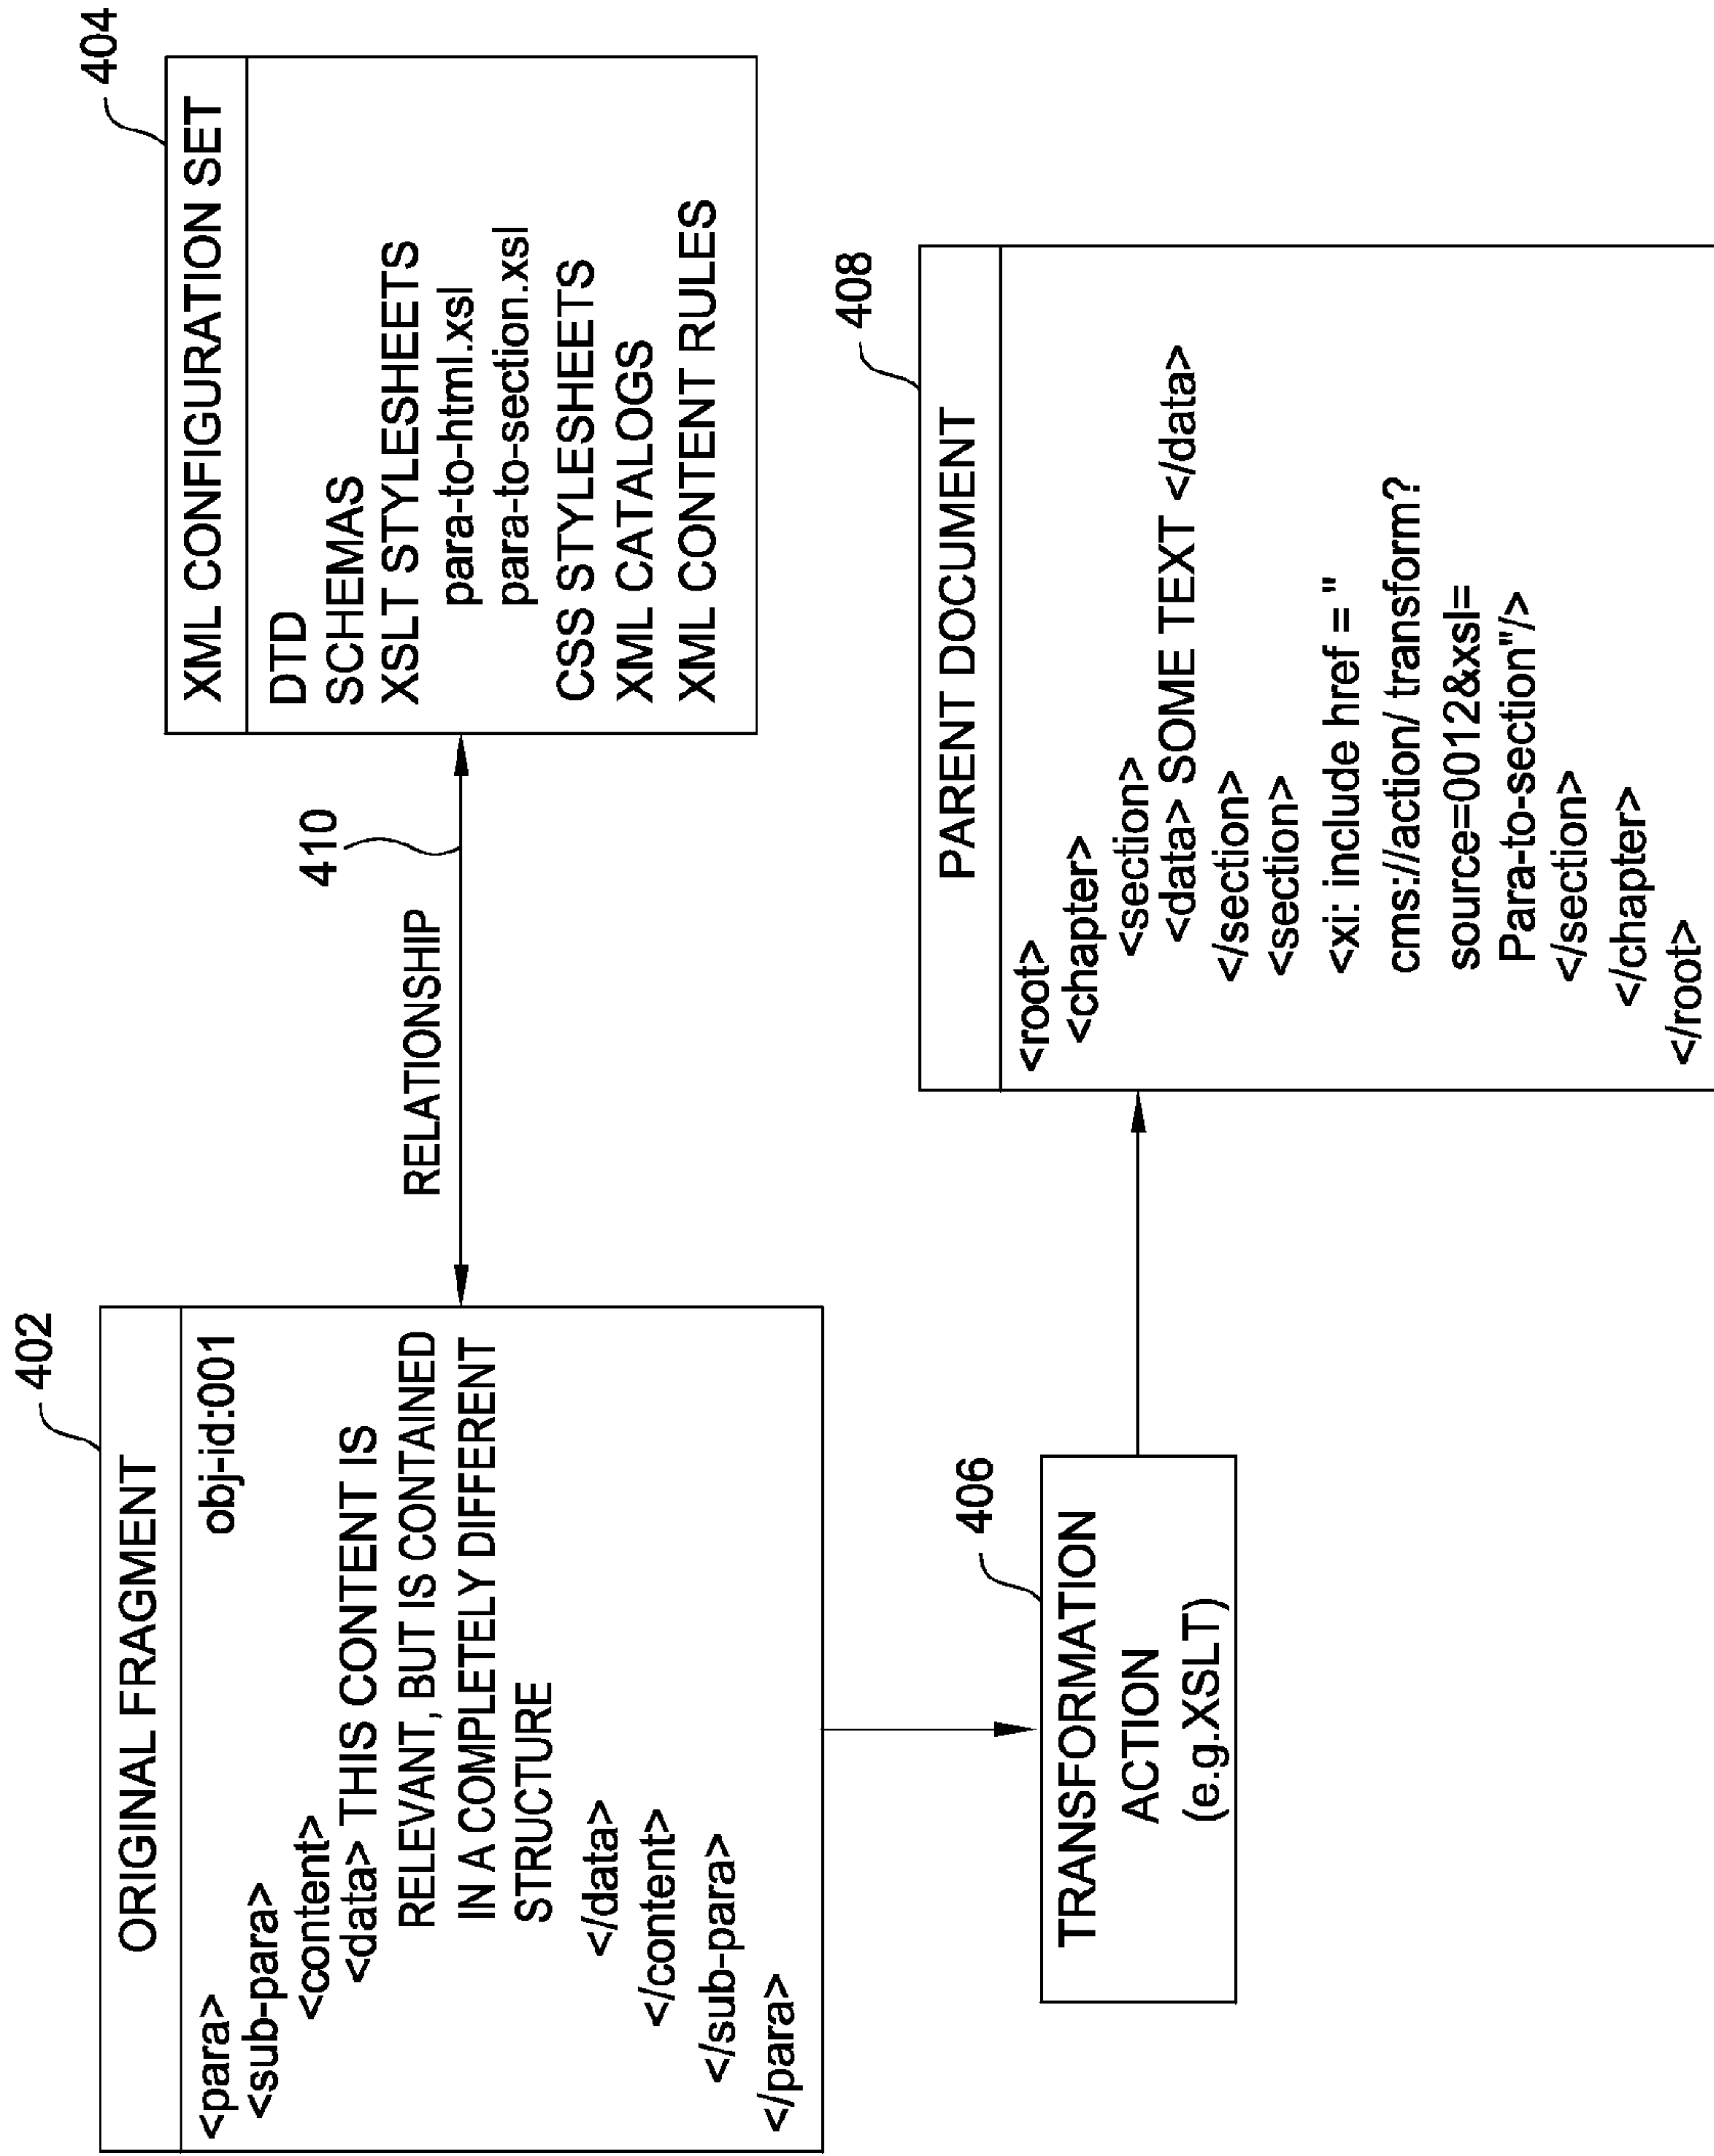 402
ORIGINAL FRAGMENT
obj-id:001
<para>
<sub-para>
<content>
<data> THIS CONTENT IS
RELEVANT, BUT IS CONTAINED
IN A COMPLETELY DIFFERENT
STRUCTURE
</data>
</content>
</sub-para>
</para>
RELATIONSHIP
410
404
XML CONFIGURATION SET
DTD
SCHEMAS
XSLT STYLESHEETS
para-to-html.xsl
para-to-section.xsl
CSS STYLESHEETS
XML CATALOGS
XML CONTENT RULES
406
TRANSFORMATION
ACTION
(e.g.XSLT)
408
PARENT DOCUMENT
<root>
<chapter>
<section>
<data> SOME TEXT </data>
</section>
<section>
<xi: include href = "
cms://action/ transform?
source=0012&xsl=
Para-to-section"/>
</section>
</chapter>
</root>